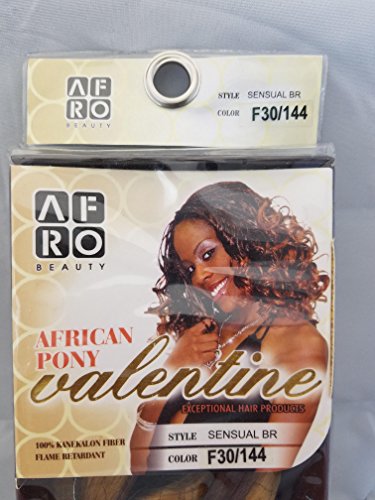 AF
RO
BEAUTY
STYLE SENSUAL BR
COLOR F30/144
AF
RO
BEAUTY
AFRICAN
PONY
valentine
EXCEPTIONAL HAIR PRODUCTS
100% KANEKALON FIBER
FLAME RETARDANT
STYLE SENSUAL BR
COLOR F30/144